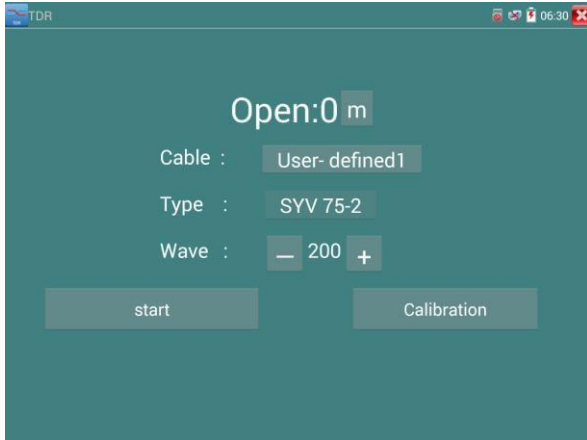 TDR 06:30
Open:0 m
Cable : User- defined1
Type : SYV 75-2
Wave : — 200 +
start Calibration